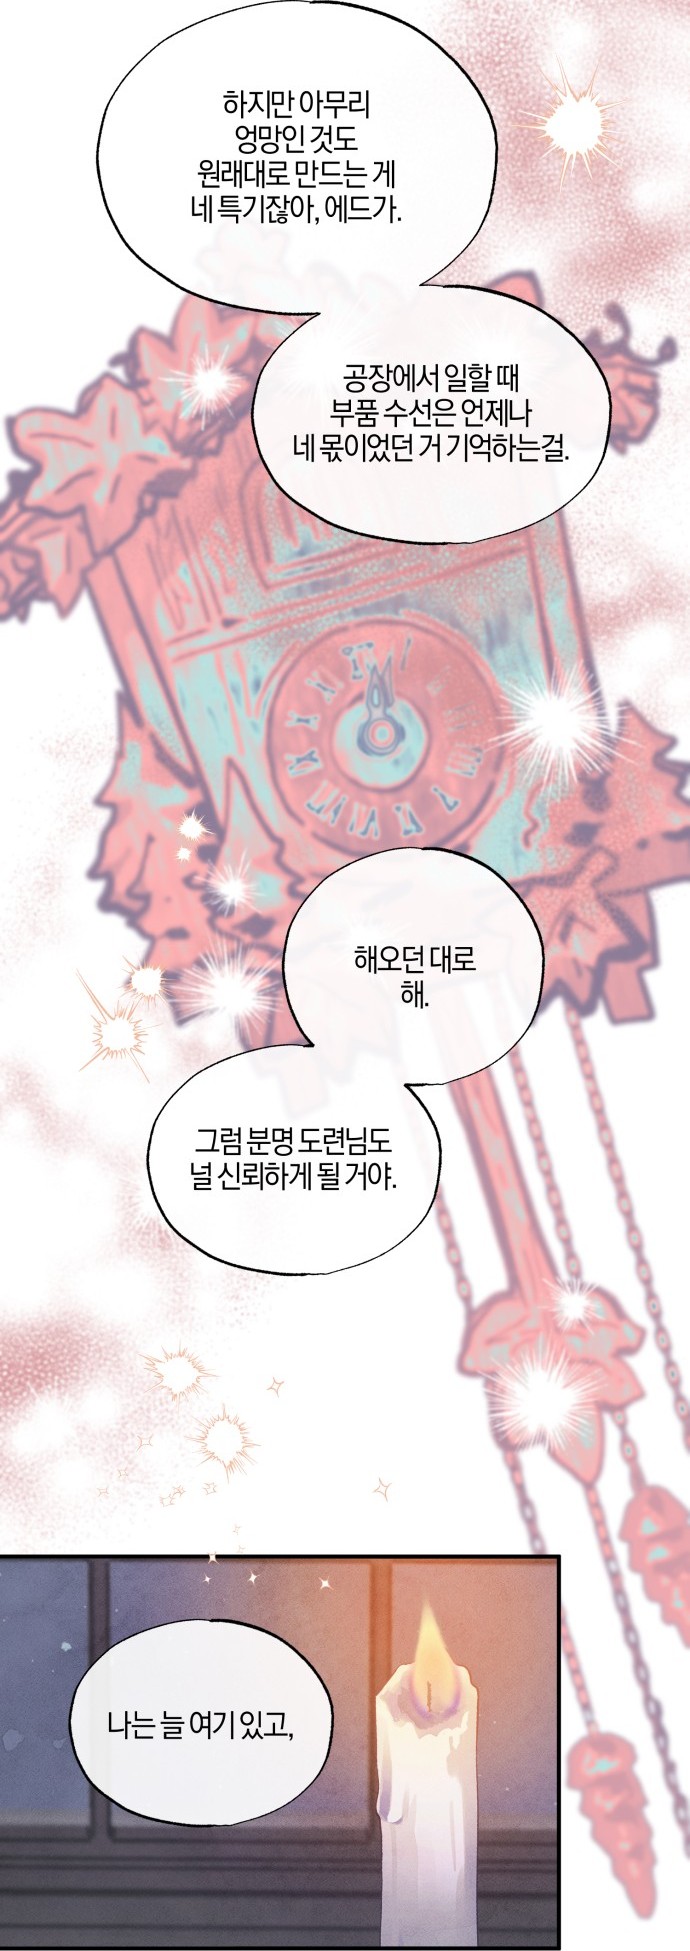 하지만 아무리
엉망인 것도
원래대로 만드는 게
네 특기잖아, 에드가.
공장에서 일할 때
부품 수선은 언제나
네 몫이었던 거 기억하는걸.
해오던 대로
해.
그럼 분명 도련님도
널 신뢰하게 될 거야.
나는 늘 여기 있고,